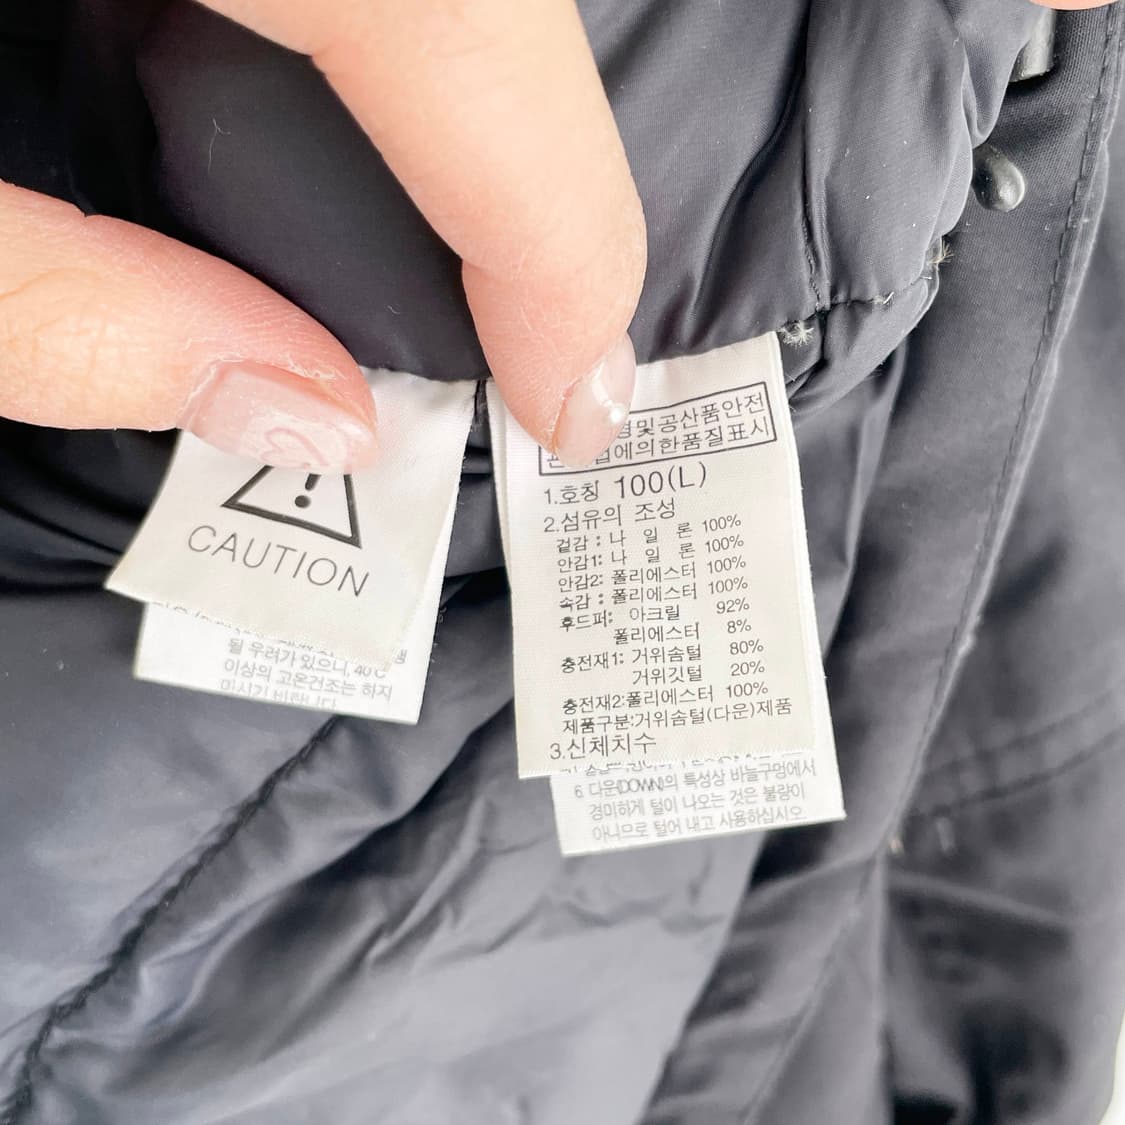 CAUTION
될 우려가 있으니, 40℃
이상의 고온건조는 하지
마시기 바랍니다.
및공산품안전
법에의한품질표시
1.호칭 100(L)
2.섬유의 조성
겉감 : 나 일 론 100%
안감1: 나 일 론 100%
안감2: 폴리에스터 100%
속감 : 폴리에스터 100%
후드퍼: 아크릴 92%
폴리에스터 8%
충전재1: 거위솜털 80%
거위깃털 20%
충전재2:폴리에스터 100%
제품구분:거위솜털(다운)제품
3.신체치수
6. 다운(DOWN)의 특성상 바늘구멍에서
경미하게 털이 나오는 것은 불량이
아니므로 털어 내고 사용하십시오.